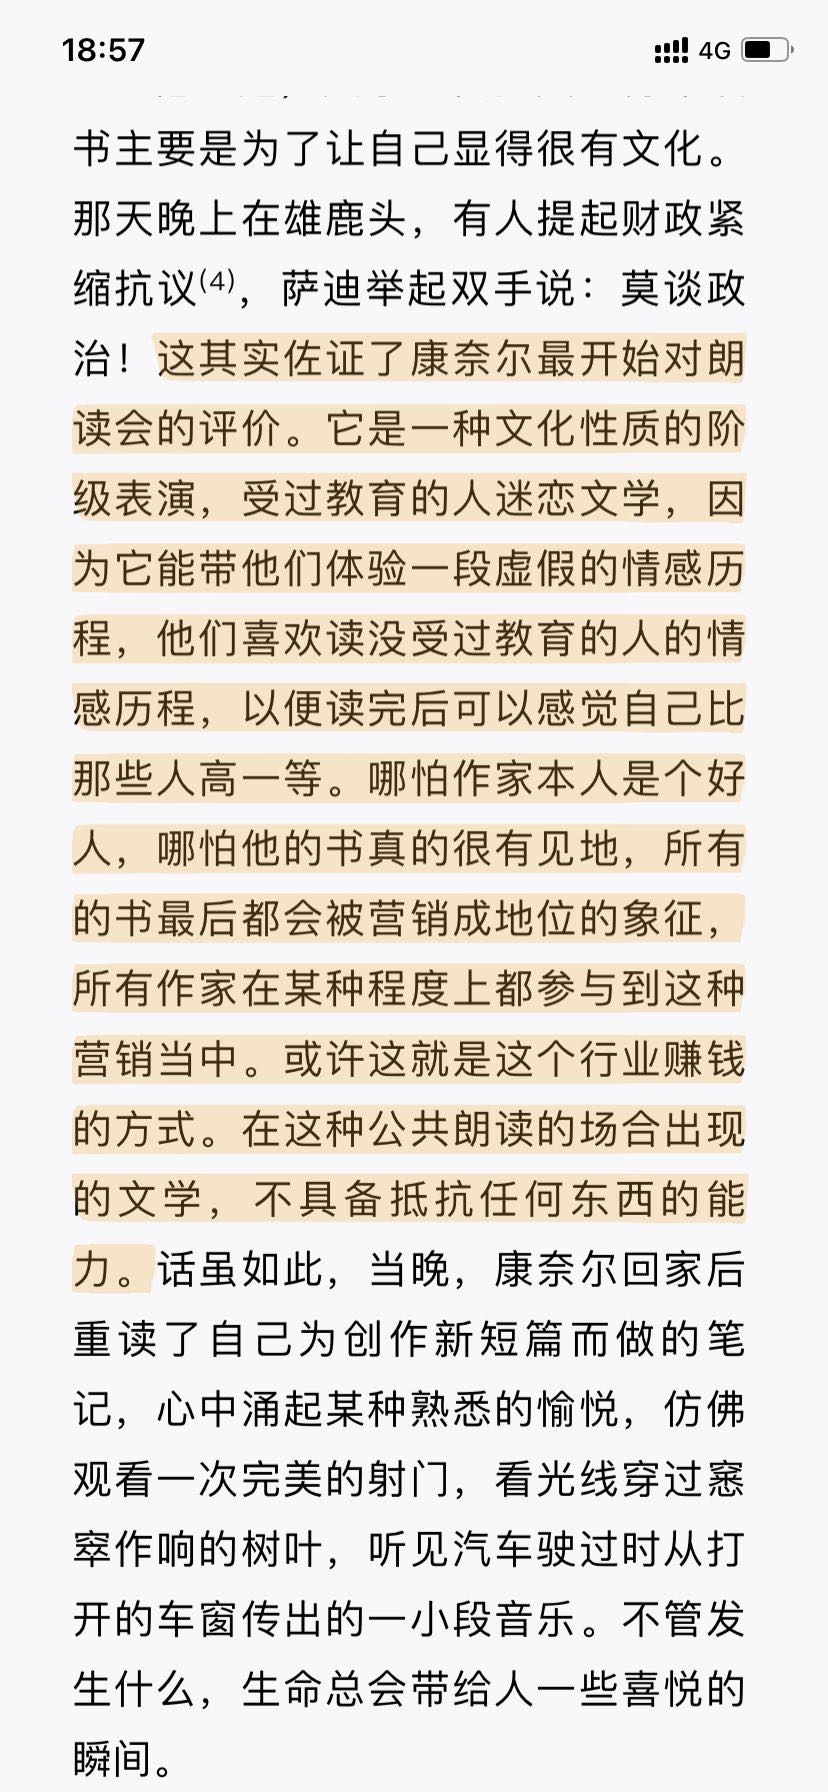 18:57
4G
书主要是为了让自己显得很有文化。
那天晚上在雄鹿头，有人提起财政紧
缩抗议(4)，萨迪举起双手说：莫谈政
治！这其实佐证了康奈尔最开始对朗
读会的评价。它是一种文化性质的阶
级表演，受过教育的人迷恋文学，因
为它能带他们体验一段虚假的情感历
程，他们喜欢读没受过教育的人的情
感历程，以便读完后可以感觉自己比
那些人高一等。哪怕作家本人是个好
人，哪怕他的书真的很有见地，所有
的书最后都会被营销成地位的象征，
所有作家在某种程度上都参与到这种
营销当中。或许这就是这个行业赚钱
的方式。在这种公共朗读的场合出现
的文学，不具备抵抗任何东西的能
力。话虽如此，当晚，康奈尔回家后
重读了自己为创作新短篇而做的笔
记，心中涌起某种熟悉的愉悦，仿佛
观看一次完美的射门，看光线穿过窸
窣作响的树叶，听见汽车驶过时从打
开的车窗传出的一小段音乐。不管发
生什么，生命总会带给人一些喜悦的
瞬间。